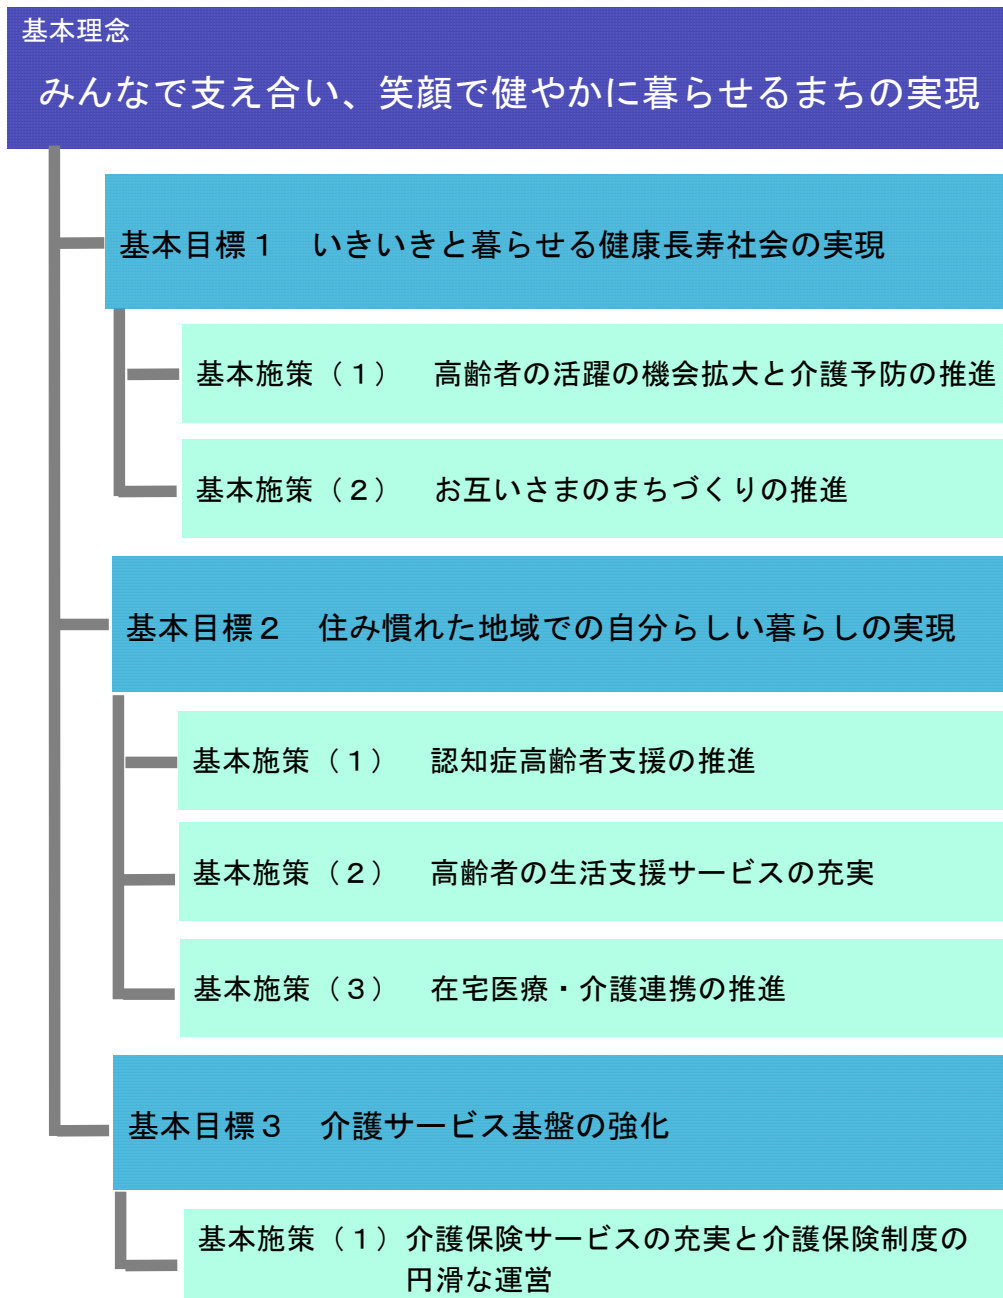 基本理念
みんなで支え合い、笑顔で健やかに暮らせるまちの実現
基本目標１　いきいきと暮らせる健康長寿社会の実現
基本施策（１）　高齢者の活躍の機会拡大と介護予防の推進
基本施策（２）　お互いさまのまちづくりの推進
基本目標２　住み慣れた地域での自分らしい暮らしの実現
基本施策（１）　認知症高齢者支援の推進
基本施策（２）　高齢者の生活支援サービスの充実
基本施策（３）　在宅医療・介護連携の推進
基本目標３　介護サービス基盤の強化
基本施策（１）介護保険サービスの充実と介護保険制度の
円滑な運営